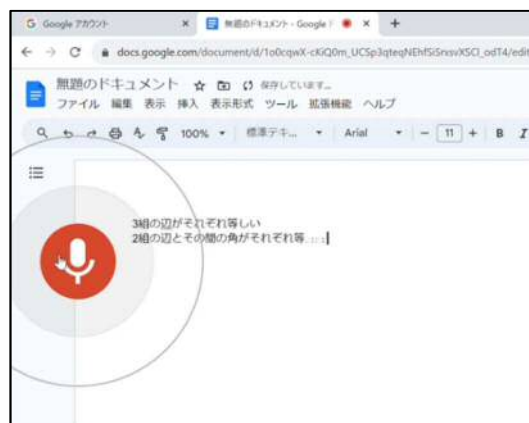 Google アカウント
無題のドキュメント - Google ド
docs.google.com/document/d/1o0cqwX-cKiQ0m_UCSp3qteqNEhfSiSrxsvXSCl_odT4/edit
無題のドキュメント
保存しています...
ファイル 編集 表示 挿入 表示形式 ツール 拡張機能 ヘルプ
100% 標準テキ... Arial 11 B I
3組の辺がそれぞれ等しい
2組の辺とその間の角がそれぞれ等